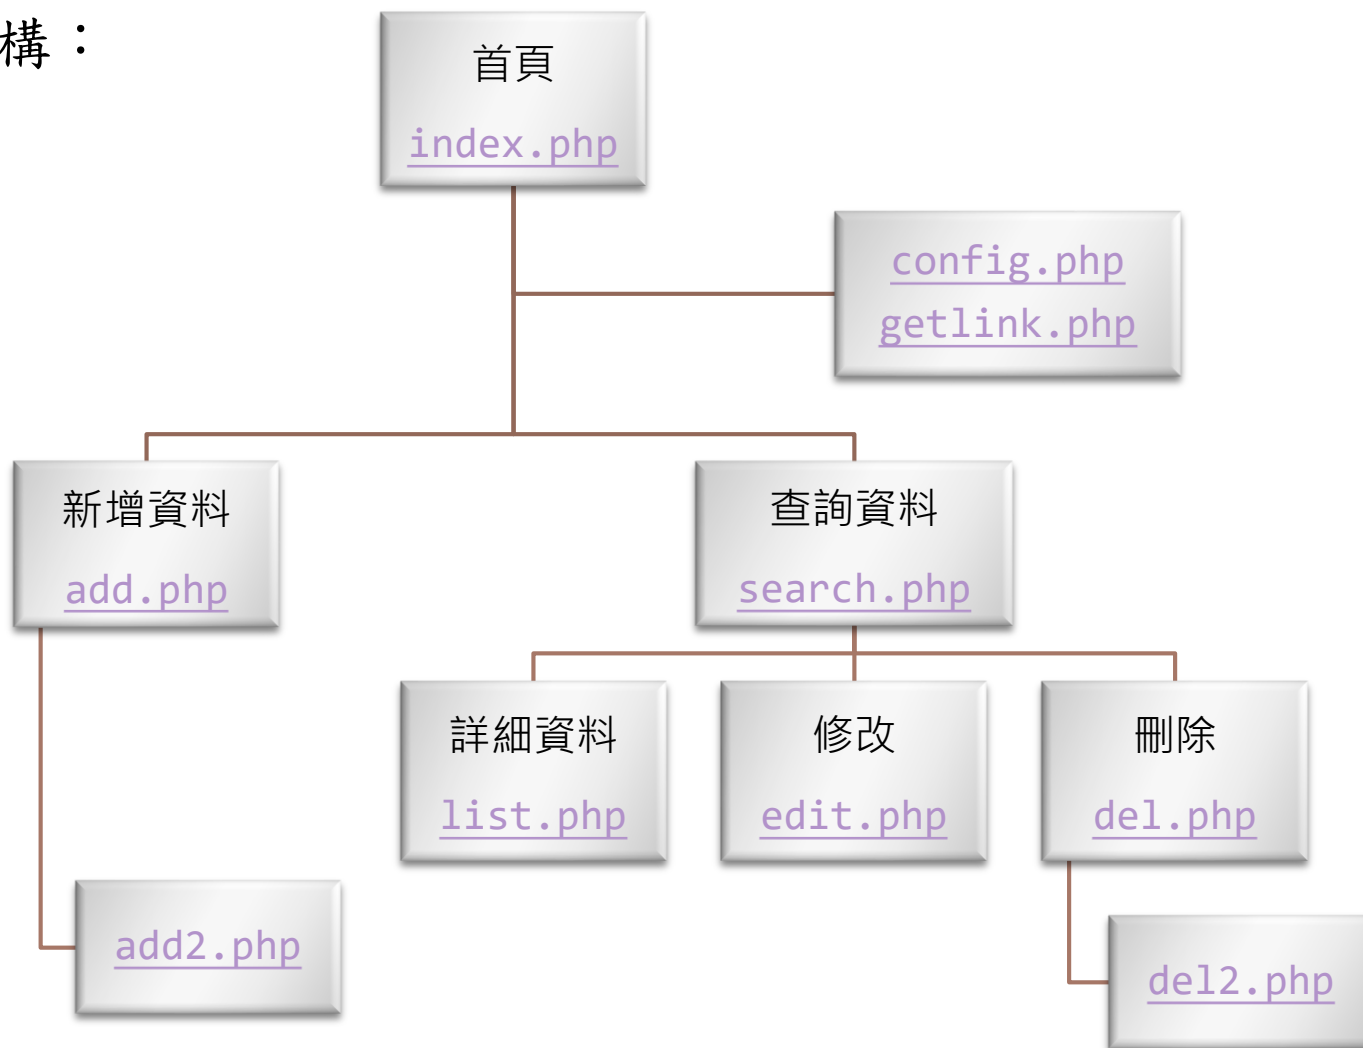 構：
首頁
index.php
config.php
getlink.php
新增資料
add.php
查詢資料
search.php
詳細資料
list.php
修改
edit.php
刪除
del.php
add2.php
del2.php